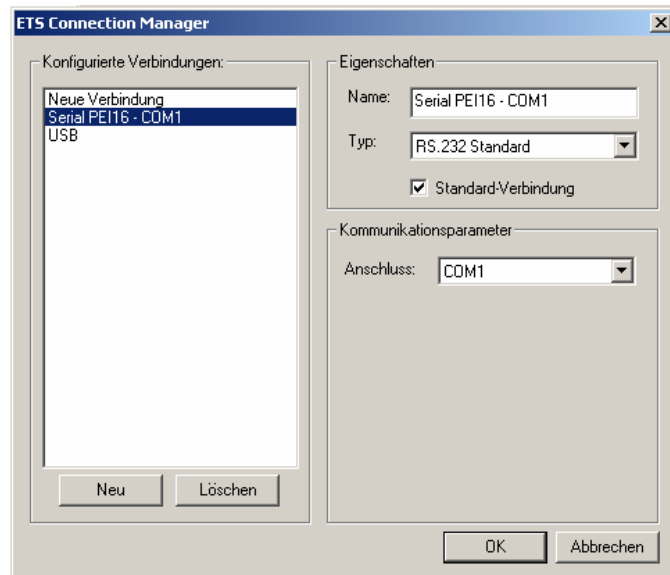 ETS Connection Manager
Konfigurierte Verbindungen:
Neue Verbindung
Serial PEI16 - COM1
USB
Neu
Löschen
Eigenschaften
Name:
Serial PEI16 - COM1
Typ:
RS.232 Standard
Standard-Verbindung
Kommunikationsparameter
Anschluss:
COM1
OK
Abbrechen